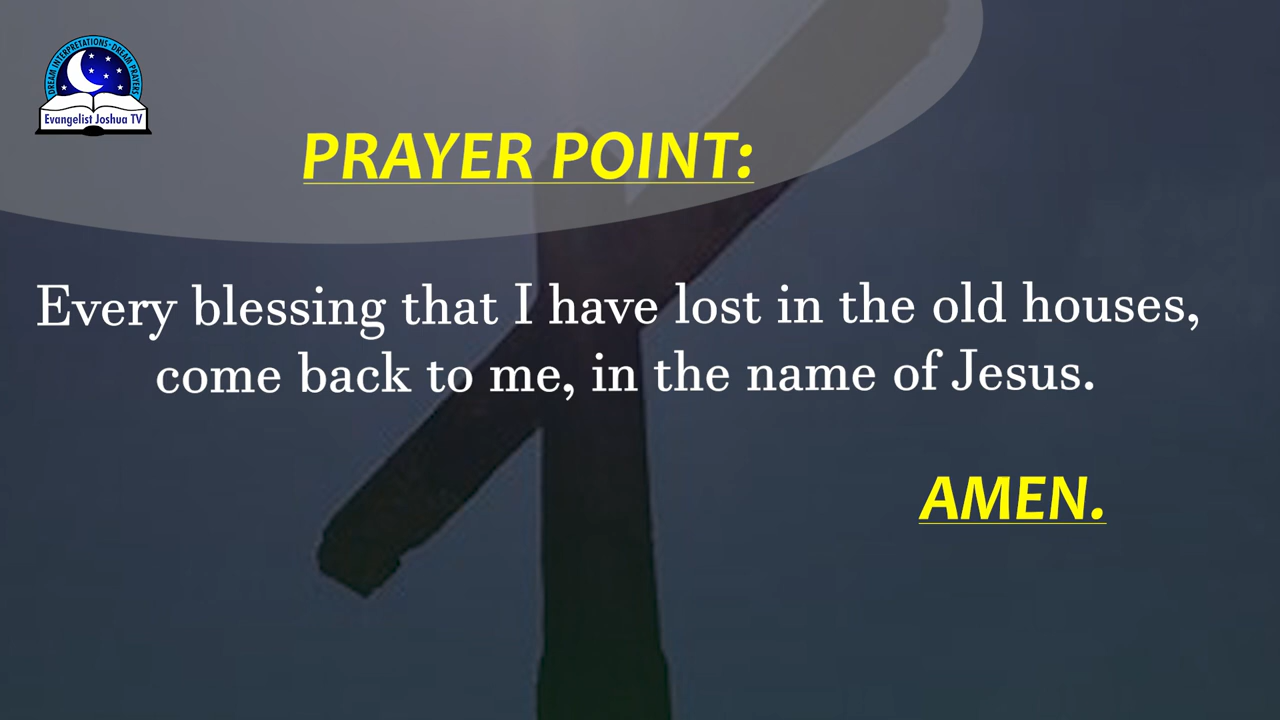 DREAM INTERPRETATIONS・DREAM PRAYERS
Evangelist Joshua TV
PRAYER POINT:
Every blessing that I have lost in the old houses,
come back to me, in the name of Jesus.
AMEN.